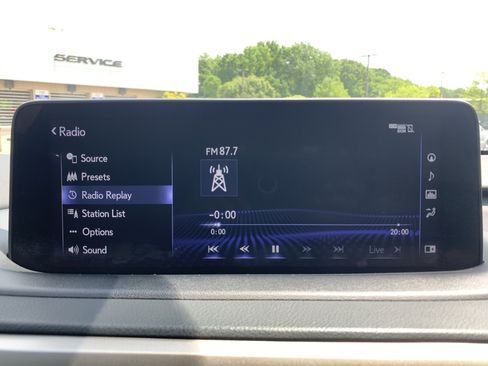 SERVICE
Radio
Source
Presets
Radio Replay
Station List
Options
Sound
FM 87.7
-0:00
0:00
20:00
Live